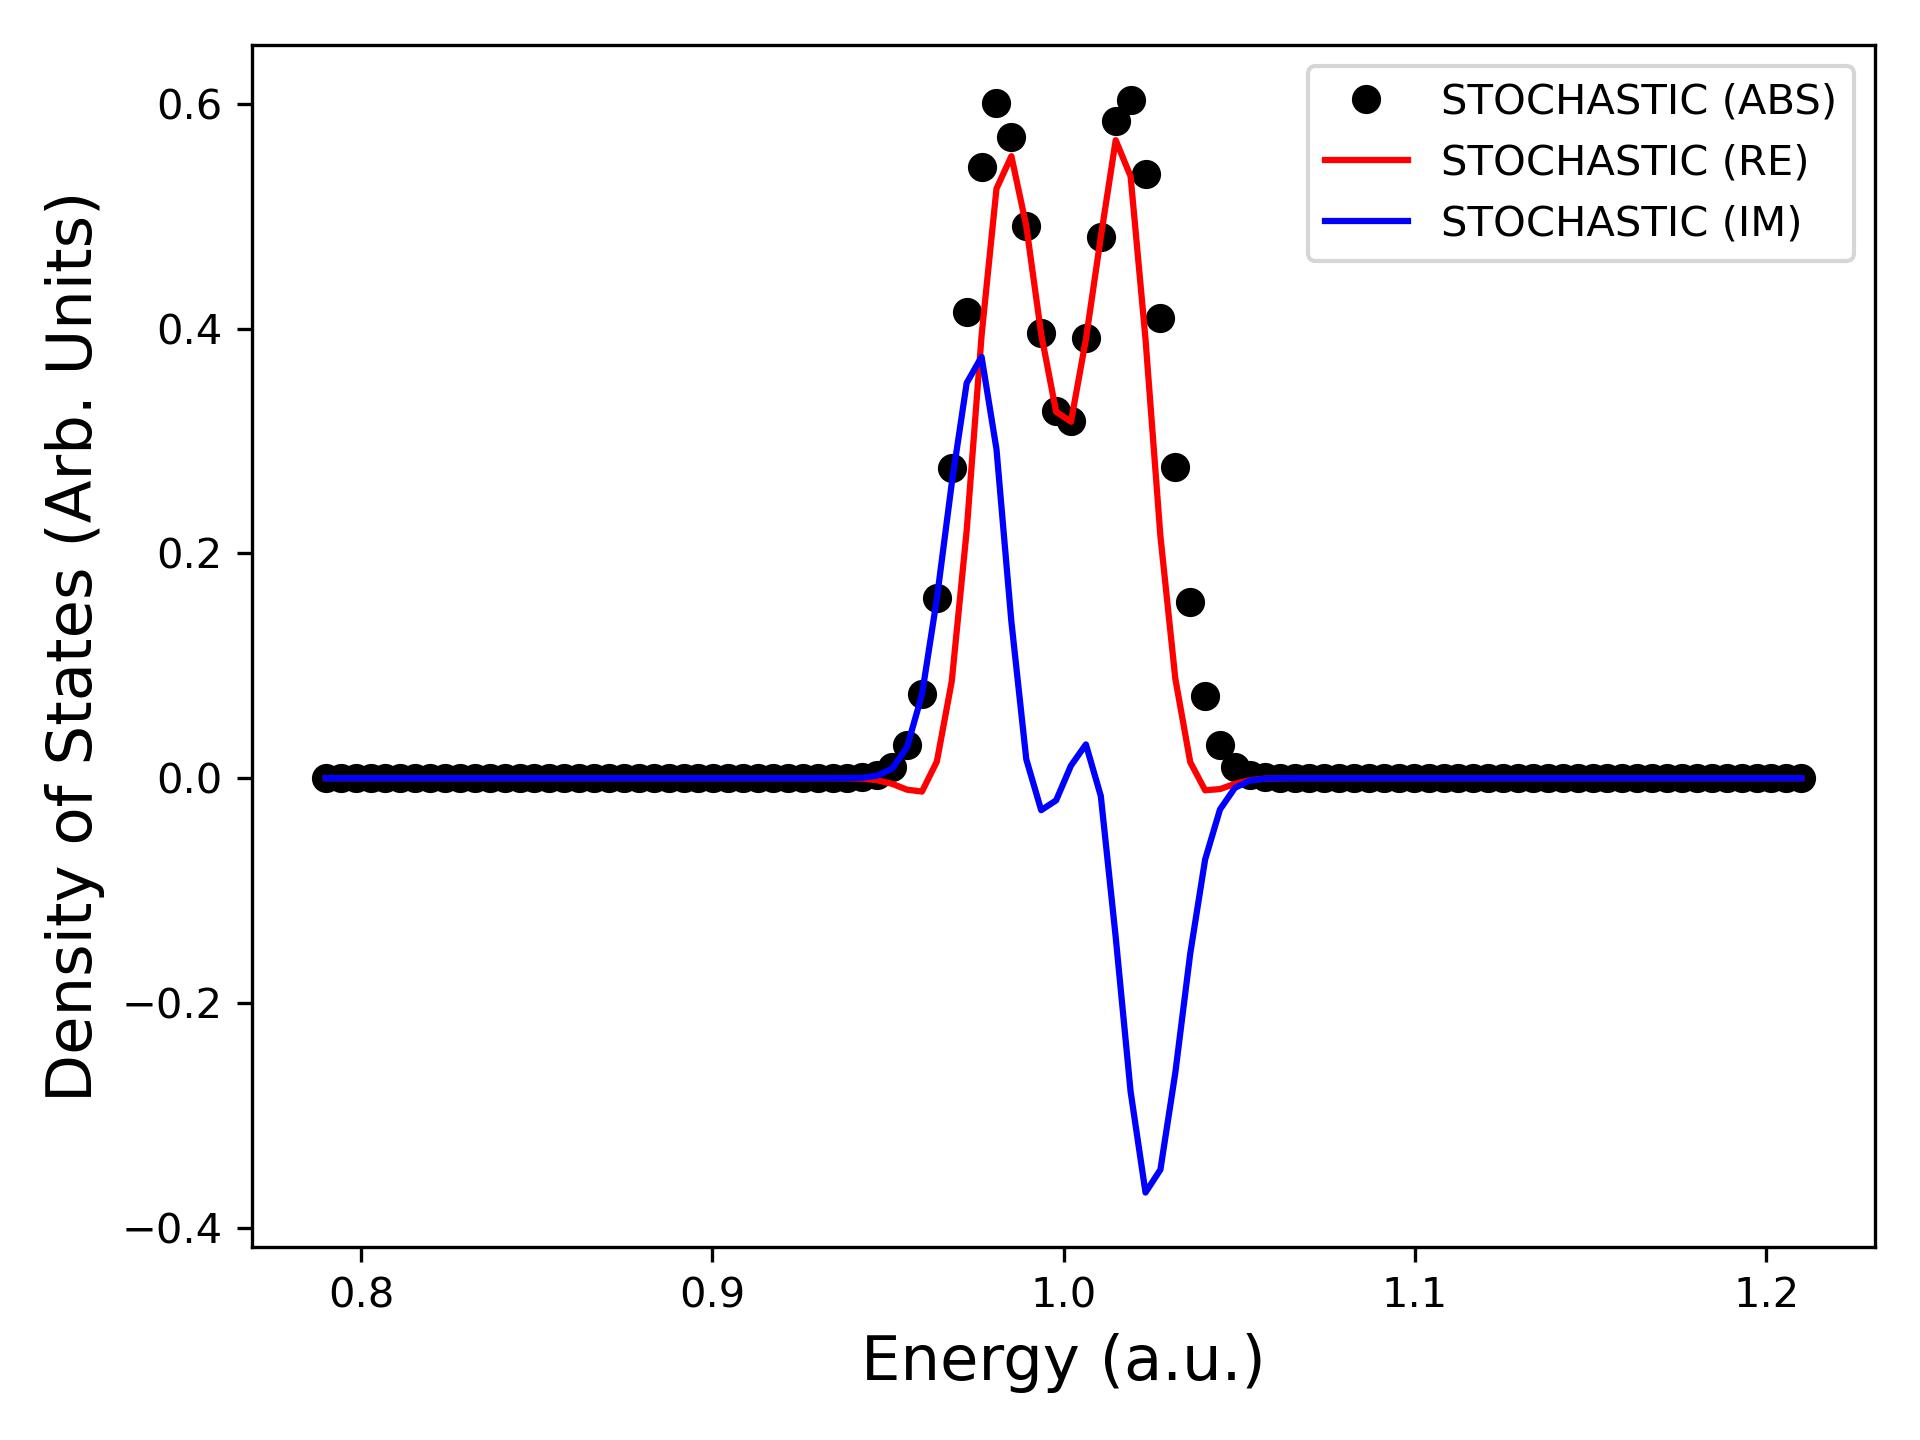 STOCHASTIC (ABS)
STOCHASTIC (RE)
STOCHASTIC (IM)
Density of States (Arb. Units)
0.6
0.4
0.2
0.0
−0.2
−0.4
0.8 0.9 1.0 1.1 1.2
Energy (a.u.)